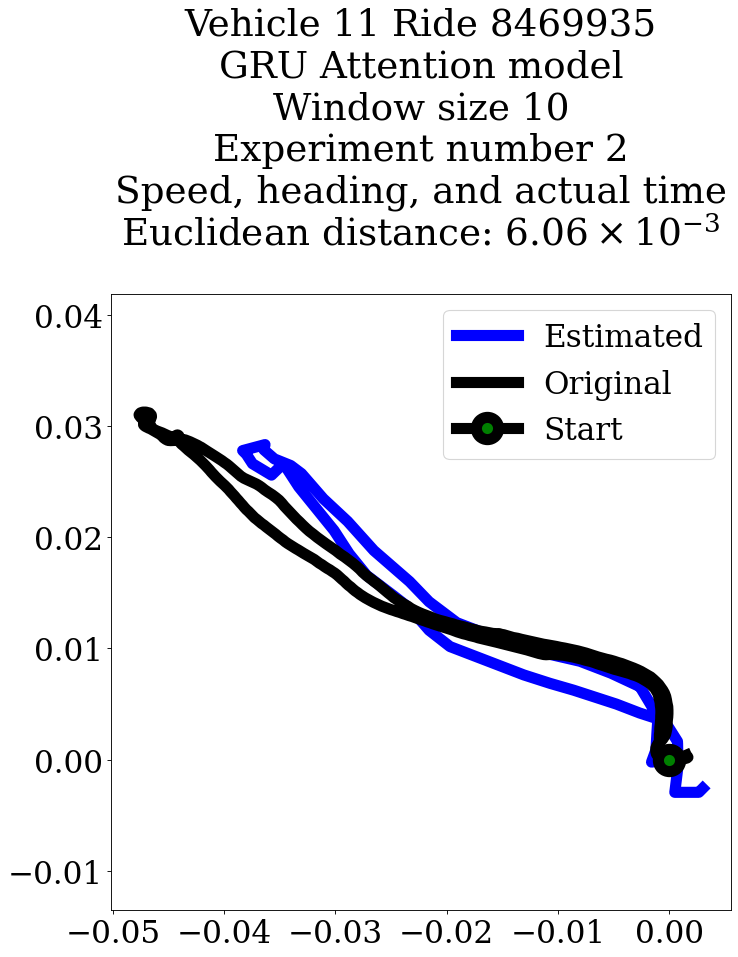 Vehicle 11 Ride 8469935
GRU Attention model
Window size 10
Experiment number 2
Speed, heading, and actual time
Euclidean distance: 6.06 × 10⁻³
Estimated
Original
Start
0.04
0.03
0.02
0.01
0.00
−0.01
−0.05 −0.04 −0.03 −0.02 −0.01 0.00